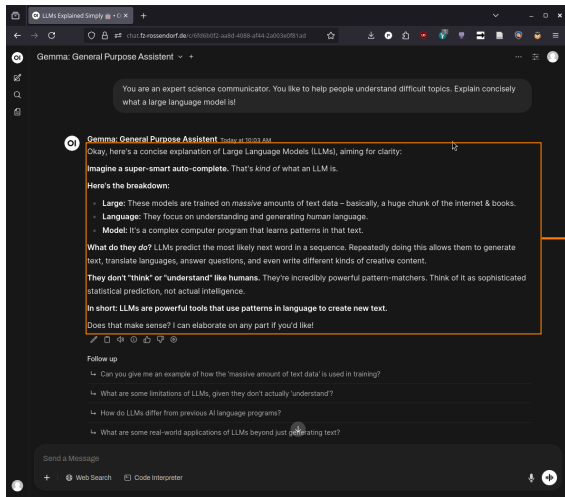 LLMs Explained Simply
chat.fz-rossendorf.de/c/6fd6b0f2-aa8d-4088-af44-2a003e0f81ad
OI Gemma: General Purpose Assistant
You are an expert science communicator. You like to help people understand difficult topics. Explain concisely
what a large language model is!
OI Gemma: General Purpose Assistant Today at 10:03 AM
Okay, here's a concise explanation of Large Language Models (LLMs), aiming for clarity:
Imagine a super-smart auto-complete. That's kind of what an LLM is.
Here's the breakdown:
Large: These models are trained on massive amounts of text data – basically, a huge chunk of the internet & books.
Language: They focus on understanding and generating human language.
Model: It's a complex computer program that learns patterns in that text.
What do they do? LLMs predict the most likely next word in a sequence. Repeatedly doing this allows them to generate
text, translate languages, answer questions, and even write different kinds of creative content.
They don't "think" or "understand" like humans. They're incredibly powerful pattern-matchers. Think of it as sophisticated
statistical prediction, not actual intelligence.
In short: LLMs are powerful tools that use patterns in language to create new text.
Does that make sense? I can elaborate on any part if you'd like!
Follow up
Can you give me an example of how the 'massive amount of text data' is used in training?
What are some limitations of LLMs, given they don't actually 'understand'?
How do LLMs differ from previous AI language programs?
What are some real-world applications of LLMs beyond just generating text?
Send a Message
Web Search Code Interpreter